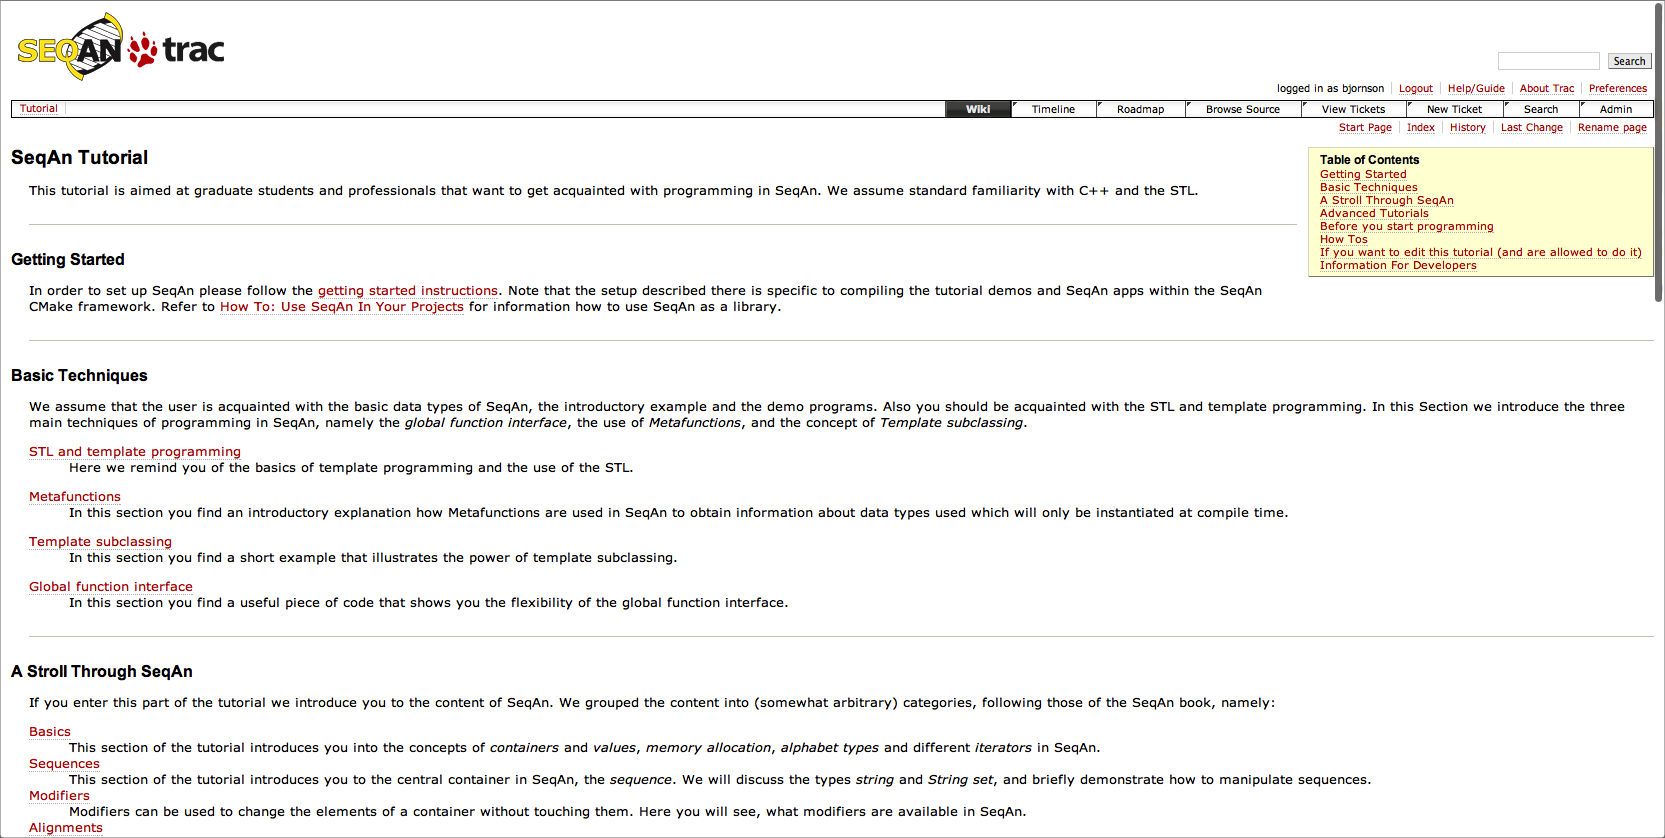 SEQAN trac
Search
logged in as bjornson Logout Help/Guide About Trac Preferences
Tutorial
Wiki Timeline Roadmap Browse Source View Tickets New Ticket Search Admin
Start Page Index History Last Change Rename page
SeqAn Tutorial
This tutorial is aimed at graduate students and professionals that want to get acquainted with programming in SeqAn. We assume standard familiarity with C++ and the STL.
Table of Contents
Getting Started
Basic Techniques
A Stroll Through SeqAn
Advanced Tutorials
Before you start programming
How Tos
If you want to edit this tutorial (and are allowed to do it)
Information For Developers
Getting Started
In order to set up SeqAn please follow the getting started instructions. Note that the setup described there is specific to compiling the tutorial demos and SeqAn apps within the SeqAn
CMake framework. Refer to How To: Use SeqAn In Your Projects for information how to use SeqAn as a library.
Basic Techniques
We assume that the user is acquainted with the basic data types of SeqAn, the introductory example and the demo programs. Also you should be acquainted with the STL and template programming. In this Section we introduce the three
main techniques of programming in SeqAn, namely the global function interface, the use of Metafunctions, and the concept of Template subclassing.
STL and template programming
Here we remind you of the basics of template programming and the use of the STL.
Metafunctions
In this section you find an introductory explanation how Metafunctions are used in SeqAn to obtain information about data types used which will only be instantiated at compile time.
Template subclassing
In this section you find a short example that illustrates the power of template subclassing.
Global function interface
In this section you find a useful piece of code that shows you the flexibility of the global function interface.
A Stroll Through SeqAn
If you enter this part of the tutorial we introduce you to the content of SeqAn. We grouped the content into (somewhat arbitrary) categories, following those of the SeqAn book, namely:
Basics
This section of the tutorial introduces you into the concepts of containers and values, memory allocation, alphabet types and different iterators in SeqAn.
Sequences
This section of the tutorial introduces you to the central container in SeqAn, the sequence. We will discuss the types string and String set, and briefly demonstrate how to manipulate sequences.
Modifiers
Modifiers can be used to change the elements of a container without touching them. Here you will see, what modifiers are available in SeqAn.
Alignments